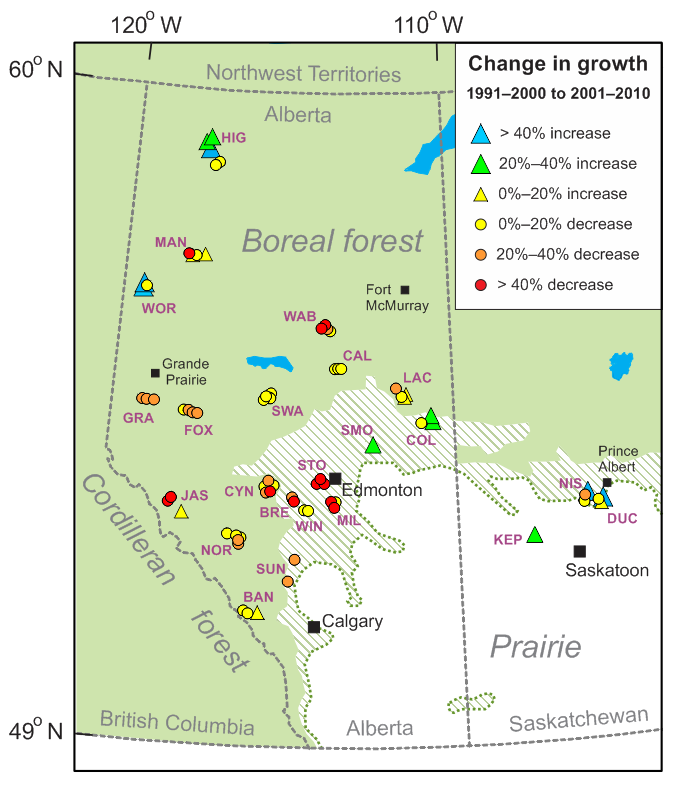 120° W
110° W
60° N
Change in growth
1991–2000 to 2001–2010
> 40% increase
20%–40% increase
0%–20% increase
0%–20% decrease
20%–40% decrease
> 40% decrease
Northwest Territories
Alberta
HIG
MAN
Boreal forest
WOR
Fort
McMurray
WAB
CAL
Grande
Prairie
LAC
GRA
SWA
FOX
SMO
COL
STO
Prince
Albert
CYN
Edmonton
NIS
JAS
BRE
WIN
MIL
DUC
NOR
KEP
SUN
Saskatoon
Cordilleran
forest
BAN
Calgary
Prairie
49° N
British Columbia
Alberta
Saskatchewan